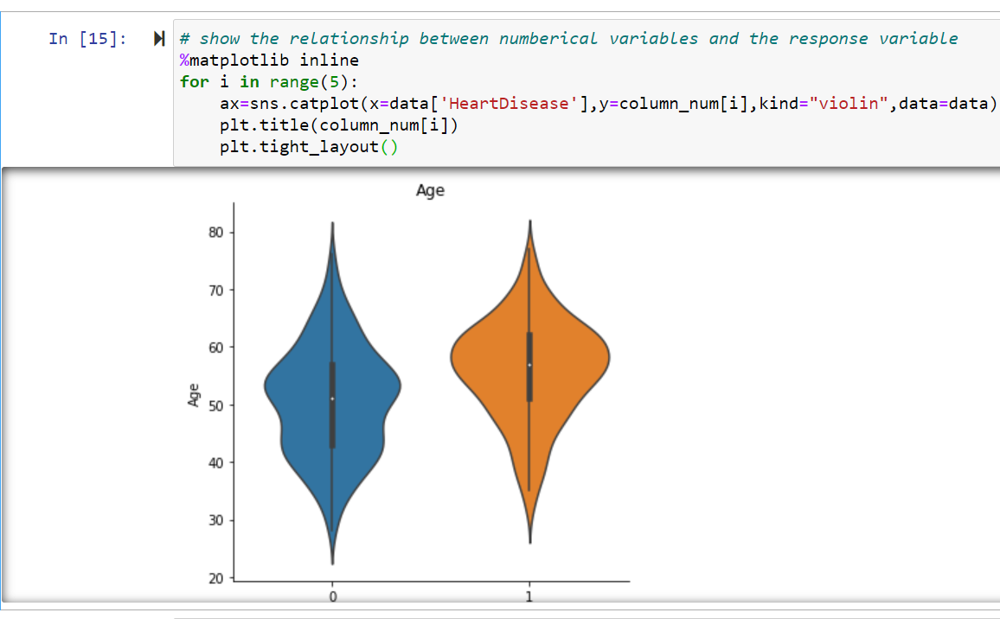 In [15]:
# show the relationship between numberical variables and the response variable
%matplotlib inline
for i in range(5):
    ax=sns.catplot(x=data['HeartDisease'],y=column_num[i],kind="violin",data=data)
    plt.title(column_num[i])
    plt.tight_layout()
Age
80
70
60
Age
50
40
30
20
0 1